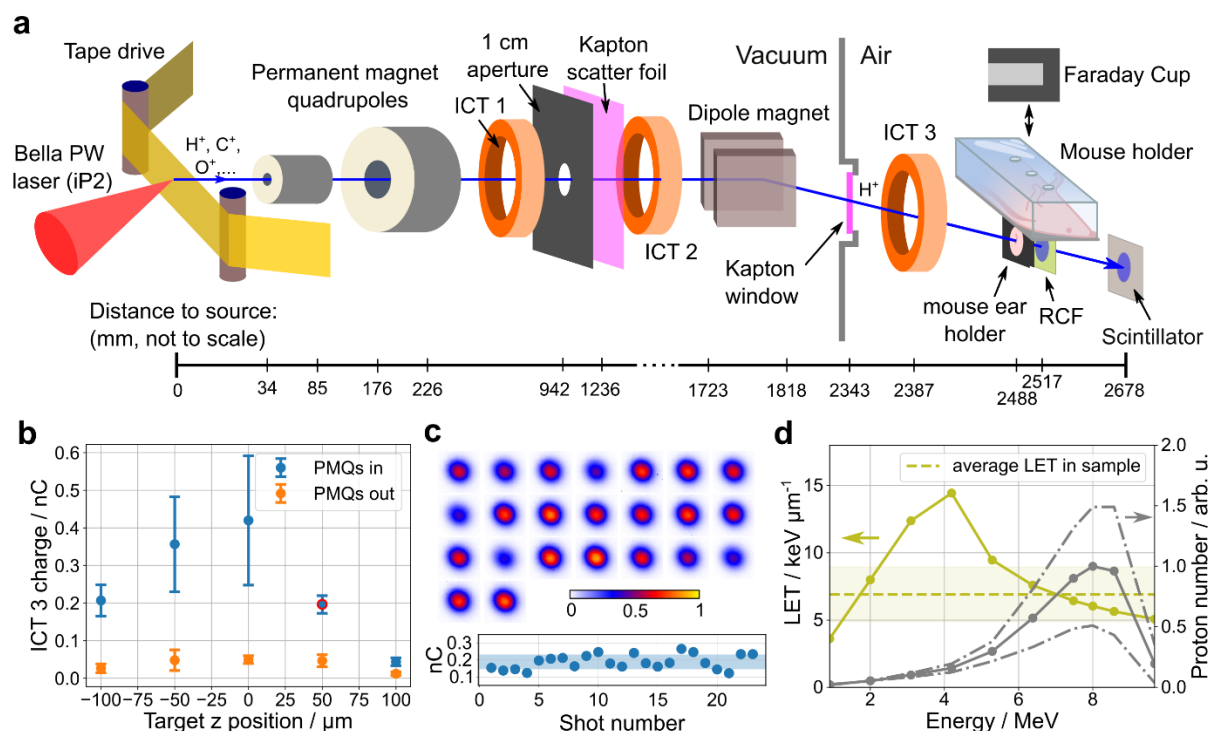 a
Tape drive
Bella PW
laser (iP2)
H⁺, C⁺,
O⁺....
Permanent magnet
quadrupoles
ICT 1
1 cm
aperture
Kapton
scatter foil
ICT 2
Dipole magnet
Vacuum
Air
H⁺
Kapton
window
ICT 3
Faraday Cup
Mouse holder
mouse ear
holder
RCF
Scintillator
Distance to source:
(mm, not to scale)
0 34 85 176 226 942 1236 1723 1818 2343 2387 2488 2517 2678
b
ICT 3 charge / nC
0.6
0.5
0.4
0.3
0.2
0.1
0.0
PMQs in
PMQs out
−100 −75 −50 −25 0 25 50 75 100
Target z position / µm
c
0 1
nC
0.3
0.2
0.1
0 5 10 15 20
Shot number
d
average LET in sample
LET / keV µm⁻¹
15
10
5
0
2 4 6 8
Energy / MeV
2.0
1.5
1.0
0.5
0.0
Proton number / arb. u.